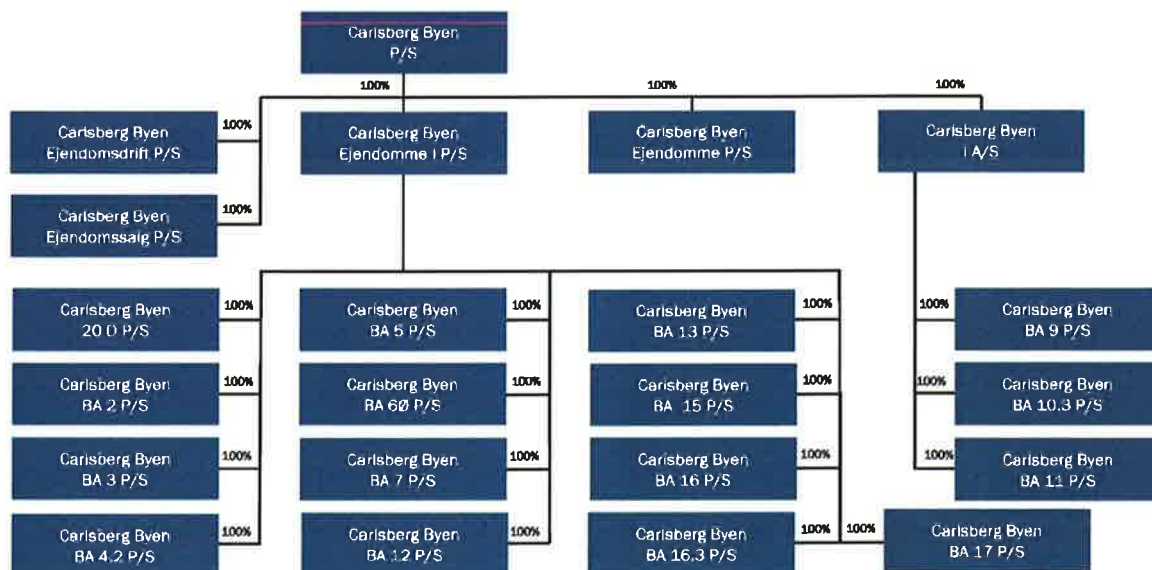 Carlsberg Byen
P/S
100%
100%
100%
Carlsberg Byen
Ejendomsdrift P/S
100%
Carlsberg Byen
Ejendomme I P/S
Carlsberg Byen
Ejendomme P/S
Carlsberg Byen
I A/S
Carlsberg Byen
Ejendomssalg P/S
100%
Carlsberg Byen
20 D P/S
100%
Carlsberg Byen
BA 5 P/S
100%
Carlsberg Byen
BA 13 P/S
100%
100%
Carlsberg Byen
BA 9 P/S
Carlsberg Byen
BA 2 P/S
100%
Carlsberg Byen
BA 6Ø P/S
100%
Carlsberg Byen
BA 15 P/S
100%
100%
Carlsberg Byen
BA 10.3 P/S
Carlsberg Byen
BA 3 P/S
100%
Carlsberg Byen
BA 7 P/S
100%
Carlsberg Byen
BA 16 P/S
100%
100%
Carlsberg Byen
BA 11 P/S
Carlsberg Byen
BA 4.2 P/S
100%
Carlsberg Byen
BA 12 P/S
100%
Carlsberg Byen
BA 16.3 P/S
100%
100%
Carlsberg Byen
BA 17 P/S